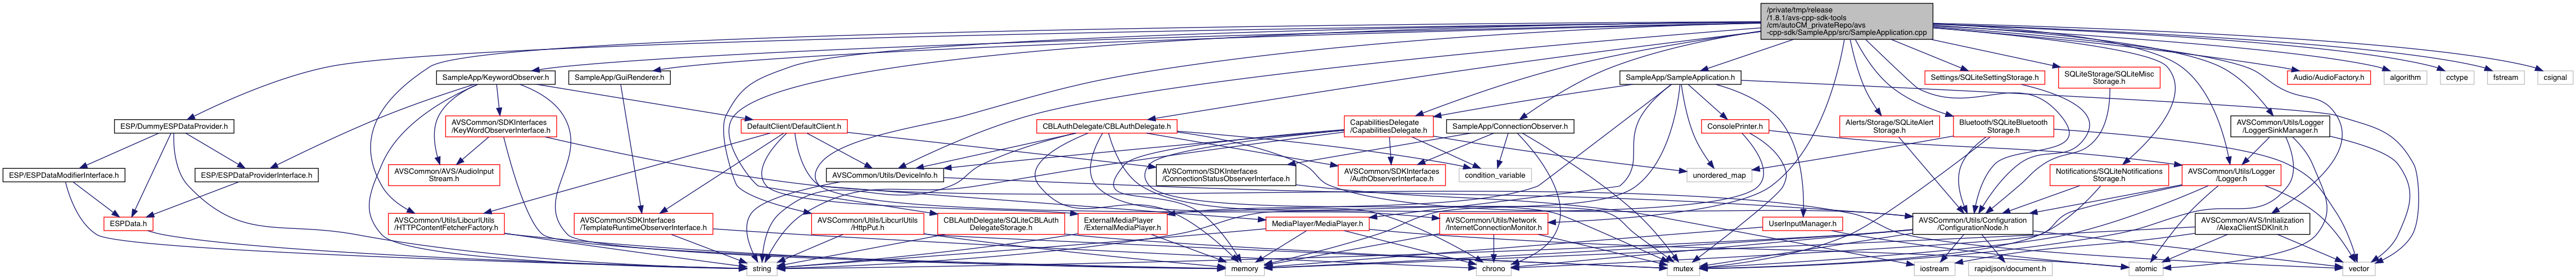 /private/tmp/release
/1.8.1/avs-cpp-sdk-tools
/cm/autoCM_privateRepo/avs
-cpp-sdk/SampleApp/src/SampleApplication.cpp
SampleApp/KeywordObserver.h
SampleApp/GuiRenderer.h
SampleApp/SampleApplication.h
Settings/SQLiteSettingStorage.h
SQLiteStorage/SQLiteMisc
Storage.h
Audio/AudioFactory.h
algorithm
cctype
fstream
csignal
ESP/DummyESPDataProvider.h
AVSCommon/SDKInterfaces
/KeyWordObserverInterface.h
DefaultClient/DefaultClient.h
CBLAuthDelegate/CBLAuthDelegate.h
CapabilitiesDelegate
/CapabilitiesDelegate.h
SampleApp/ConnectionObserver.h
ConsolePrinter.h
Alerts/Storage/SQLiteAlert
Storage.h
Bluetooth/SQLiteBluetooth
Storage.h
AVSCommon/Utils/Logger
/LoggerSinkManager.h
ESP/ESPDataModifierInterface.h
ESP/ESPDataProviderInterface.h
AVSCommon/AVS/AudioInput
Stream.h
AVSCommon/Utils/DeviceInfo.h
AVSCommon/SDKInterfaces
/ConnectionStatusObserverInterface.h
AVSCommon/SDKInterfaces
/AuthObserverInterface.h
condition_variable
unordered_map
Notifications/SQLiteNotifications
Storage.h
AVSCommon/Utils/Logger
/Logger.h
ESPData.h
AVSCommon/Utils/LibcurlUtils
/HTTPContentFetcherFactory.h
AVSCommon/SDKInterfaces
/TemplateRuntimeObserverInterface.h
AVSCommon/Utils/LibcurlUtils
/HttpPut.h
CBLAuthDelegate/SQLiteCBLAuth
DelegateStorage.h
ExternalMediaPlayer
/ExternalMediaPlayer.h
MediaPlayer/MediaPlayer.h
AVSCommon/Utils/Network
/InternetConnectionMonitor.h
UserInputManager.h
AVSCommon/Utils/Configuration
/ConfigurationNode.h
AVSCommon/AVS/Initialization
/AlexaClientSDKInit.h
string
memory
chrono
mutex
iostream
rapidjson/document.h
atomic
vector